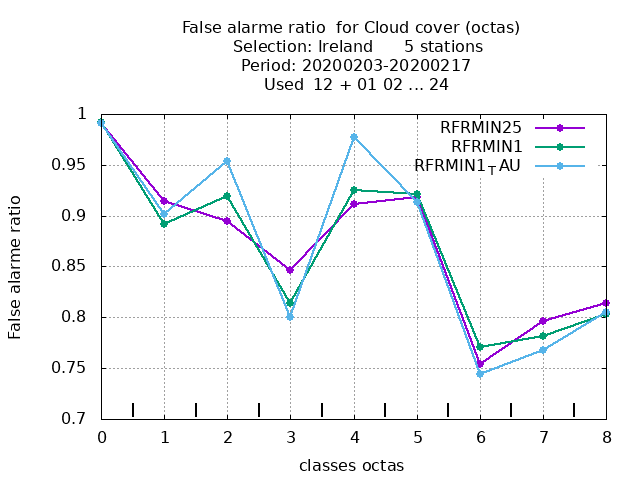 False alarme ratio  for Cloud cover (octas)
Selection: Ireland      5 stations
Period: 20200203-20200217
Used  12 + 01 02 ... 24
RFRMIN25
RFRMIN1
RFRMIN1TAU
1
0.95
0.9
0.85
0.8
0.75
0.7
False alarme ratio
0 1 2 3 4 5 6 7 8
classes octas